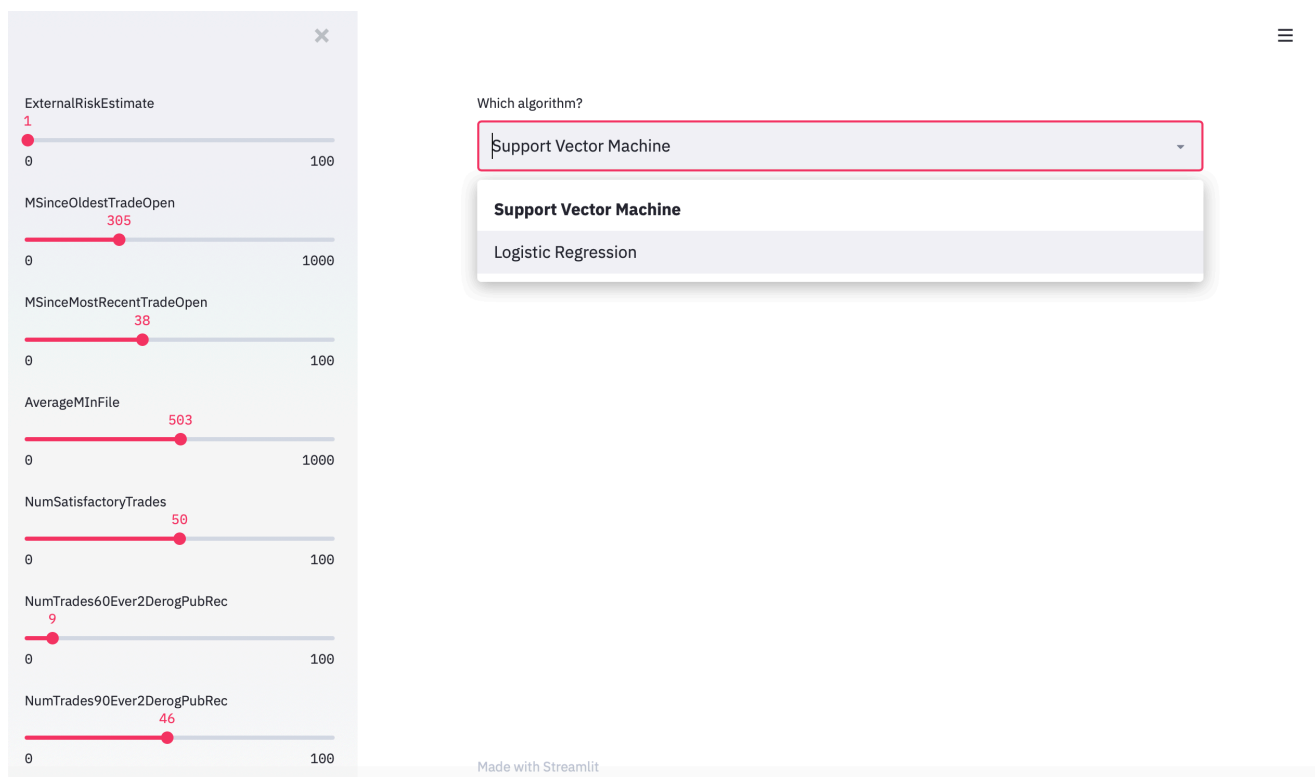 ExternalRiskEstimate
1
0 100
MSinceOldestTradeOpen
305
0 1000
MSinceMostRecentTradeOpen
38
0 100
AverageMInFile
503
0 1000
NumSatisfactoryTrades
50
0 100
NumTrades60Ever2DerogPubRec
9
0 100
NumTrades90Ever2DerogPubRec
46
0 100
Which algorithm?
Support Vector Machine
Support Vector Machine
Logistic Regression
Made with Streamlit